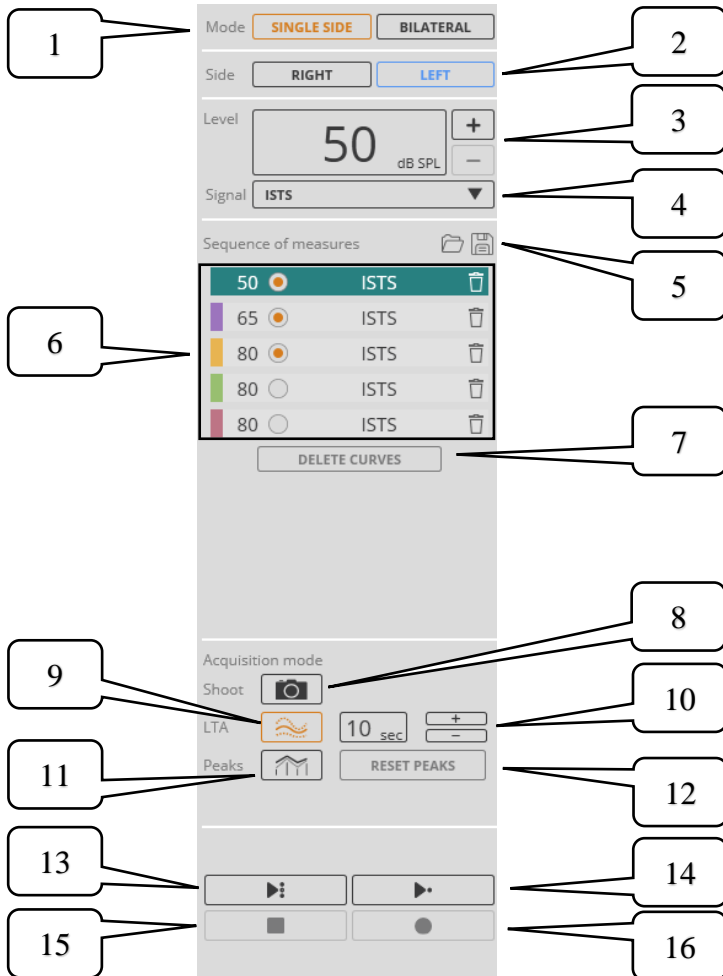 1
Mode SINGLE SIDE BILATERAL
2
Side RIGHT LEFT
3
Level 50 dB SPL + −
4
Signal ISTS
5
Sequence of measures
6
50 ISTS
65 ISTS
80 ISTS
80 ISTS
80 ISTS
7
DELETE CURVES
8
Acquisition mode
9
Shoot
10
LTA 10 sec + −
11
Peaks RESET PEAKS
12
13
14
15
16